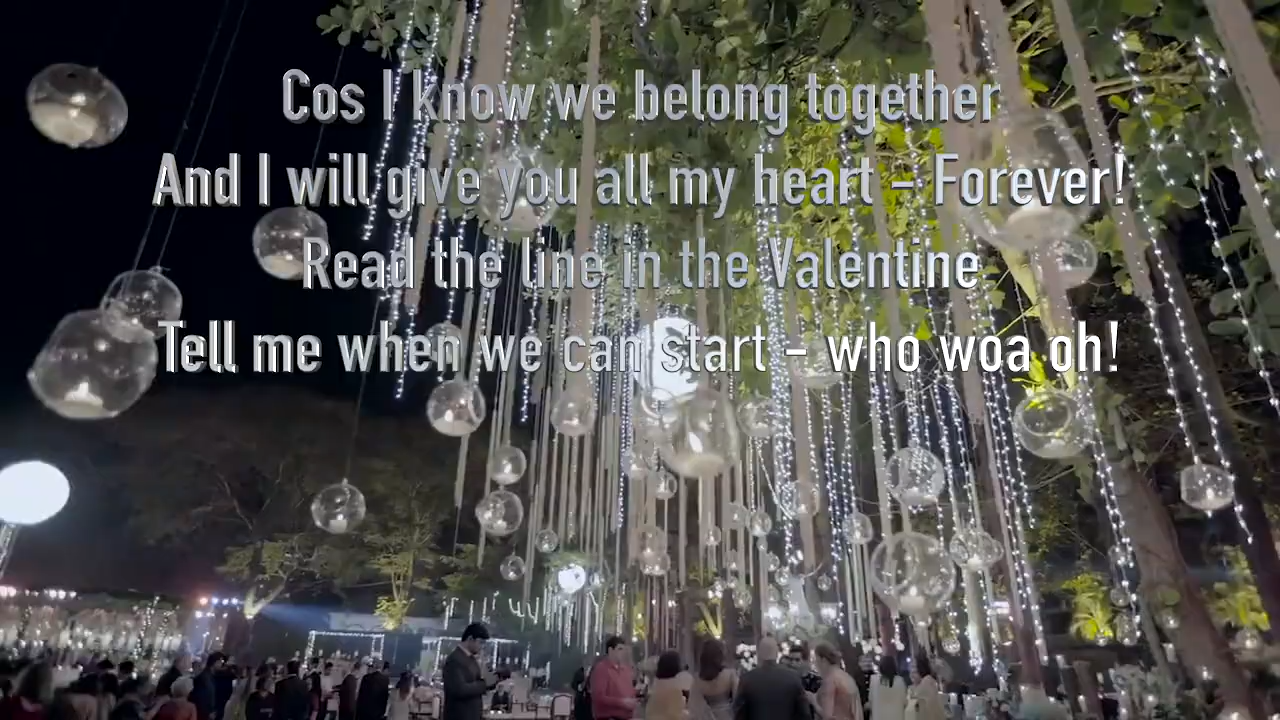 Cos I know we belong together
And I will give you all my heart - Forever!
Read the line in the Valentine
Tell me when we can start - who woa oh!